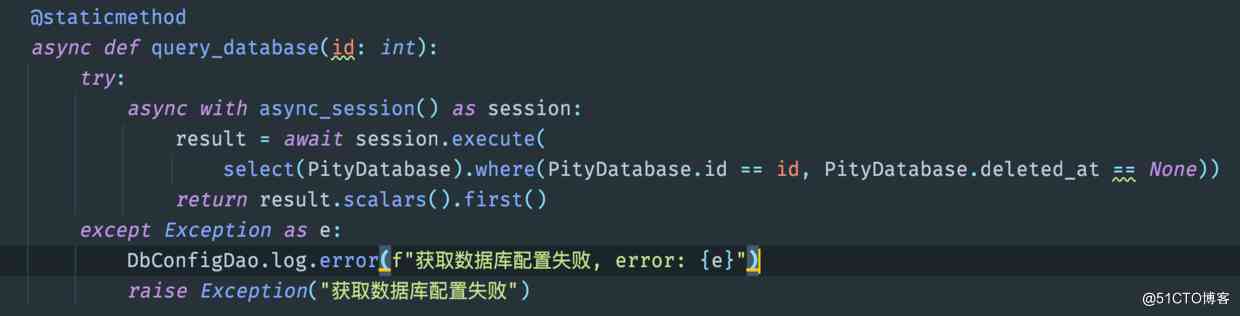 @staticmethod
async def query_database(id: int):
    try:
        async with async_session() as session:
            result = await session.execute(
                select(PityDatabase).where(PityDatabase.id == id, PityDatabase.deleted_at == None))
            return result.scalars().first()
    except Exception as e:
        DbConfigDao.log.error(f"获取数据库配置失败, error: {e}")
        raise Exception("获取数据库配置失败")
@51CTO博客